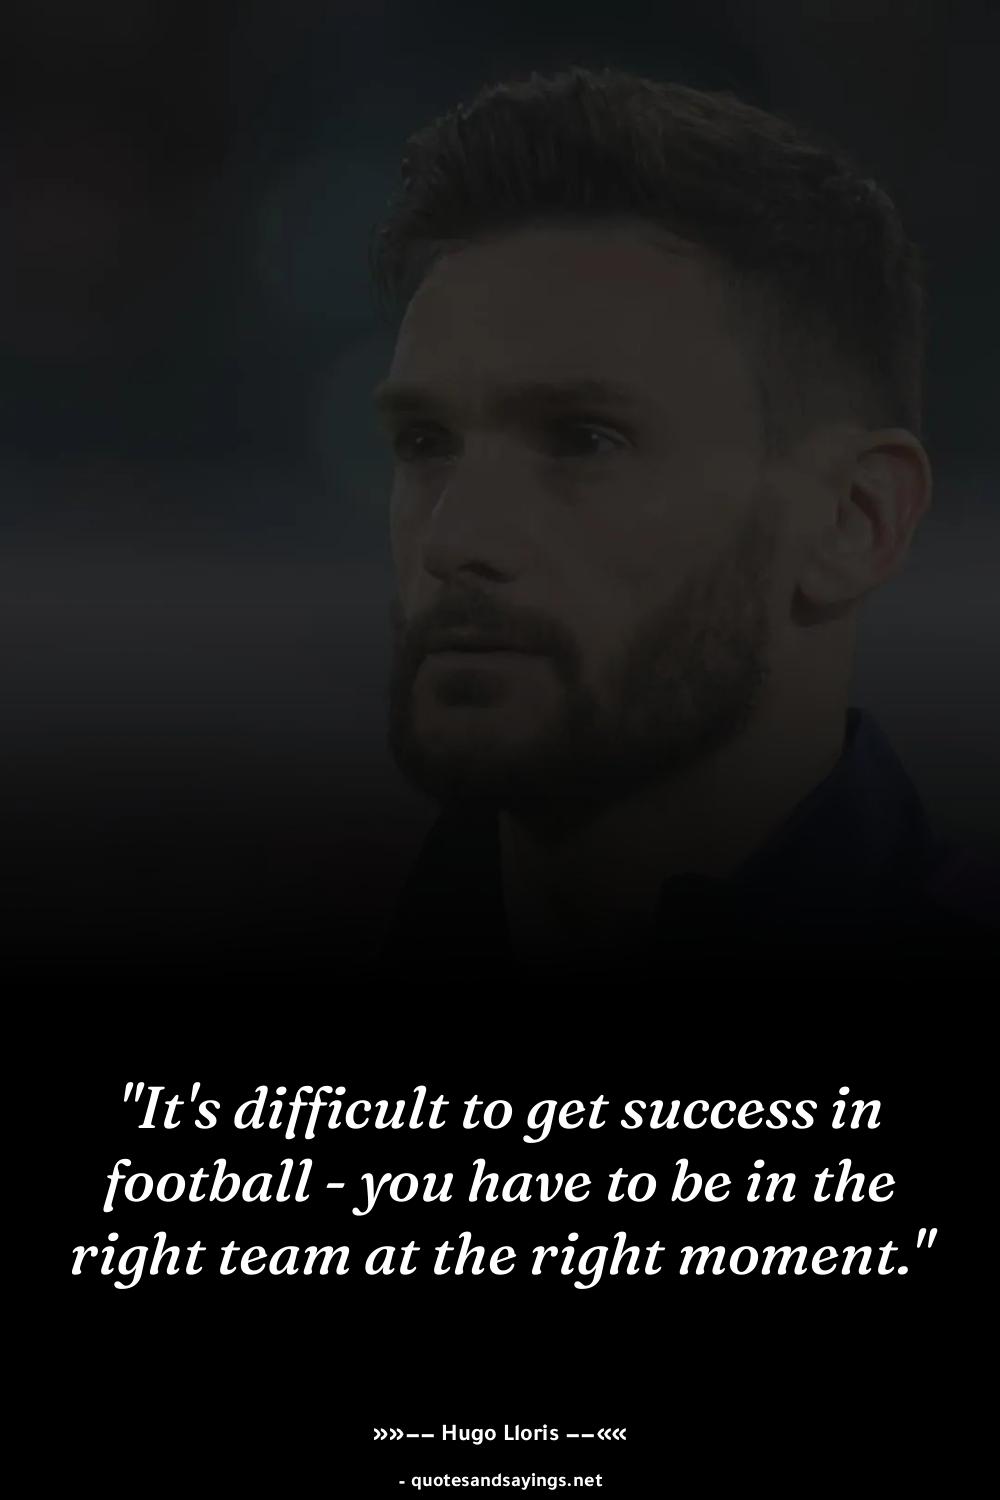 "It's difficult to get success in
football - you have to be in the
right team at the right moment."
»»—— Hugo Lloris ——««
- quotesandsayings.net